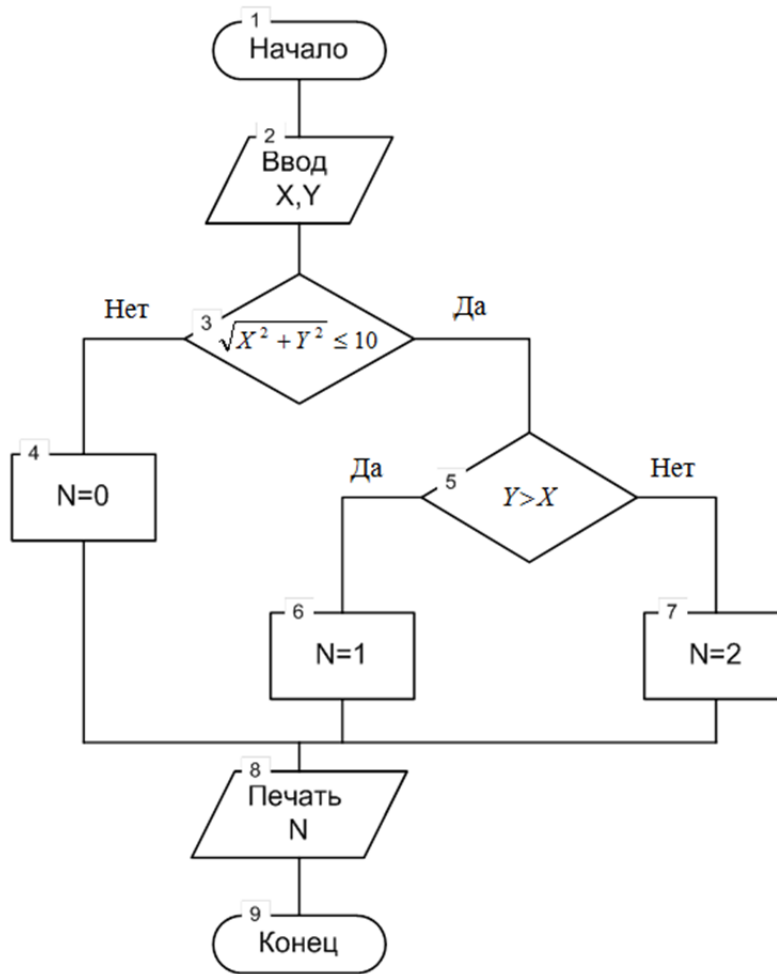 1
Начало
2
Ввод
X,Y
Нет
Да
3
√X² + Y² ≤ 10
4
N=0
Да
5
Y>X
Нет
6
N=1
7
N=2
8
Печать
N
9
Конец